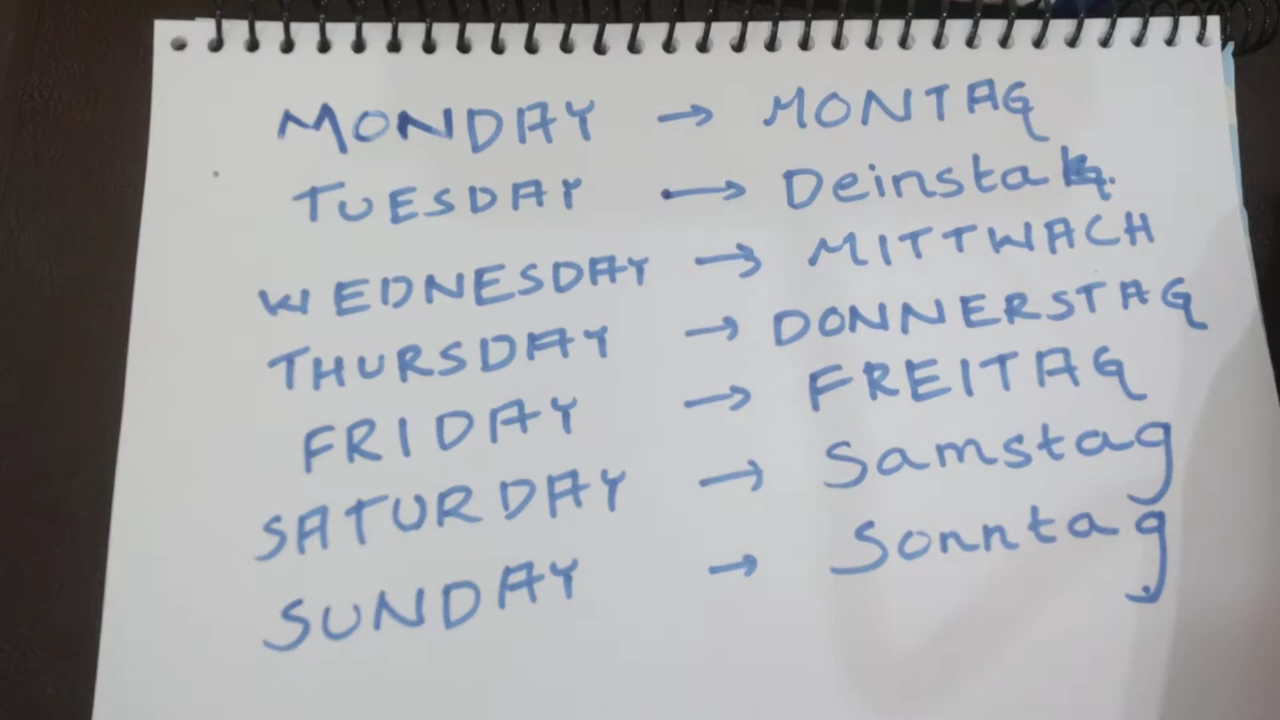 MONDAY → MONTAG
TUESDAY → Deinstag.
WEDNESDAY → MITTWACH
THURSDAY → DONNERSTAG
FRIDAY → FREITAG
SATURDAY → Samstag
SUNDAY → Sonntag